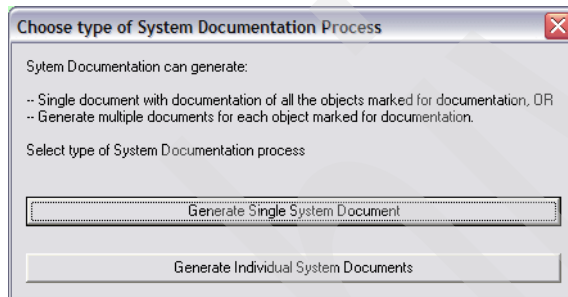 Choose type of System Documentation Process
Sytem Documentation can generate:
-- Single document with documentation of all the objects marked for documentation, OR
-- Generate multiple documents for each object marked for documentation.
Select type of System Documentation process
Generate Single System Document
Generate Individual System Documents